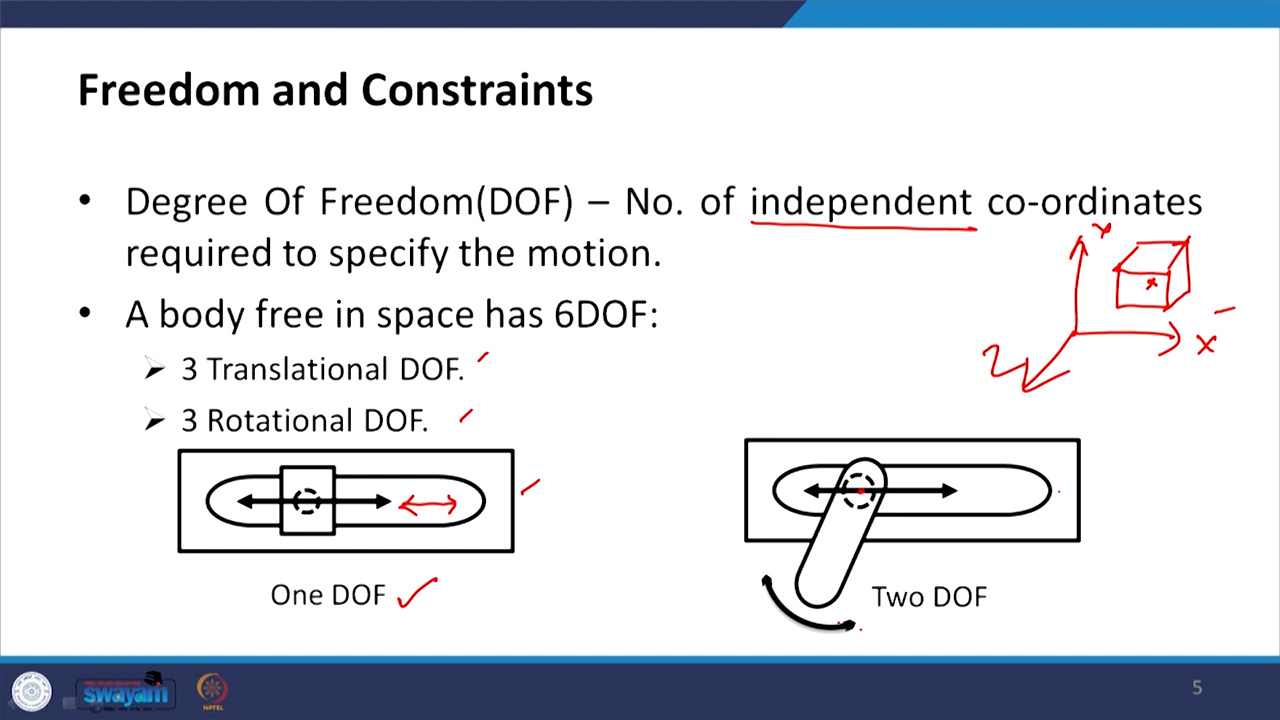 Freedom and Constraints
• Degree Of Freedom(DOF) – No. of independent co-ordinates
required to specify the motion.
• A body free in space has 6DOF:
➢ 3 Translational DOF.
➢ 3 Rotational DOF.
x
One DOF
Two DOF
swayam
NPTEL
5